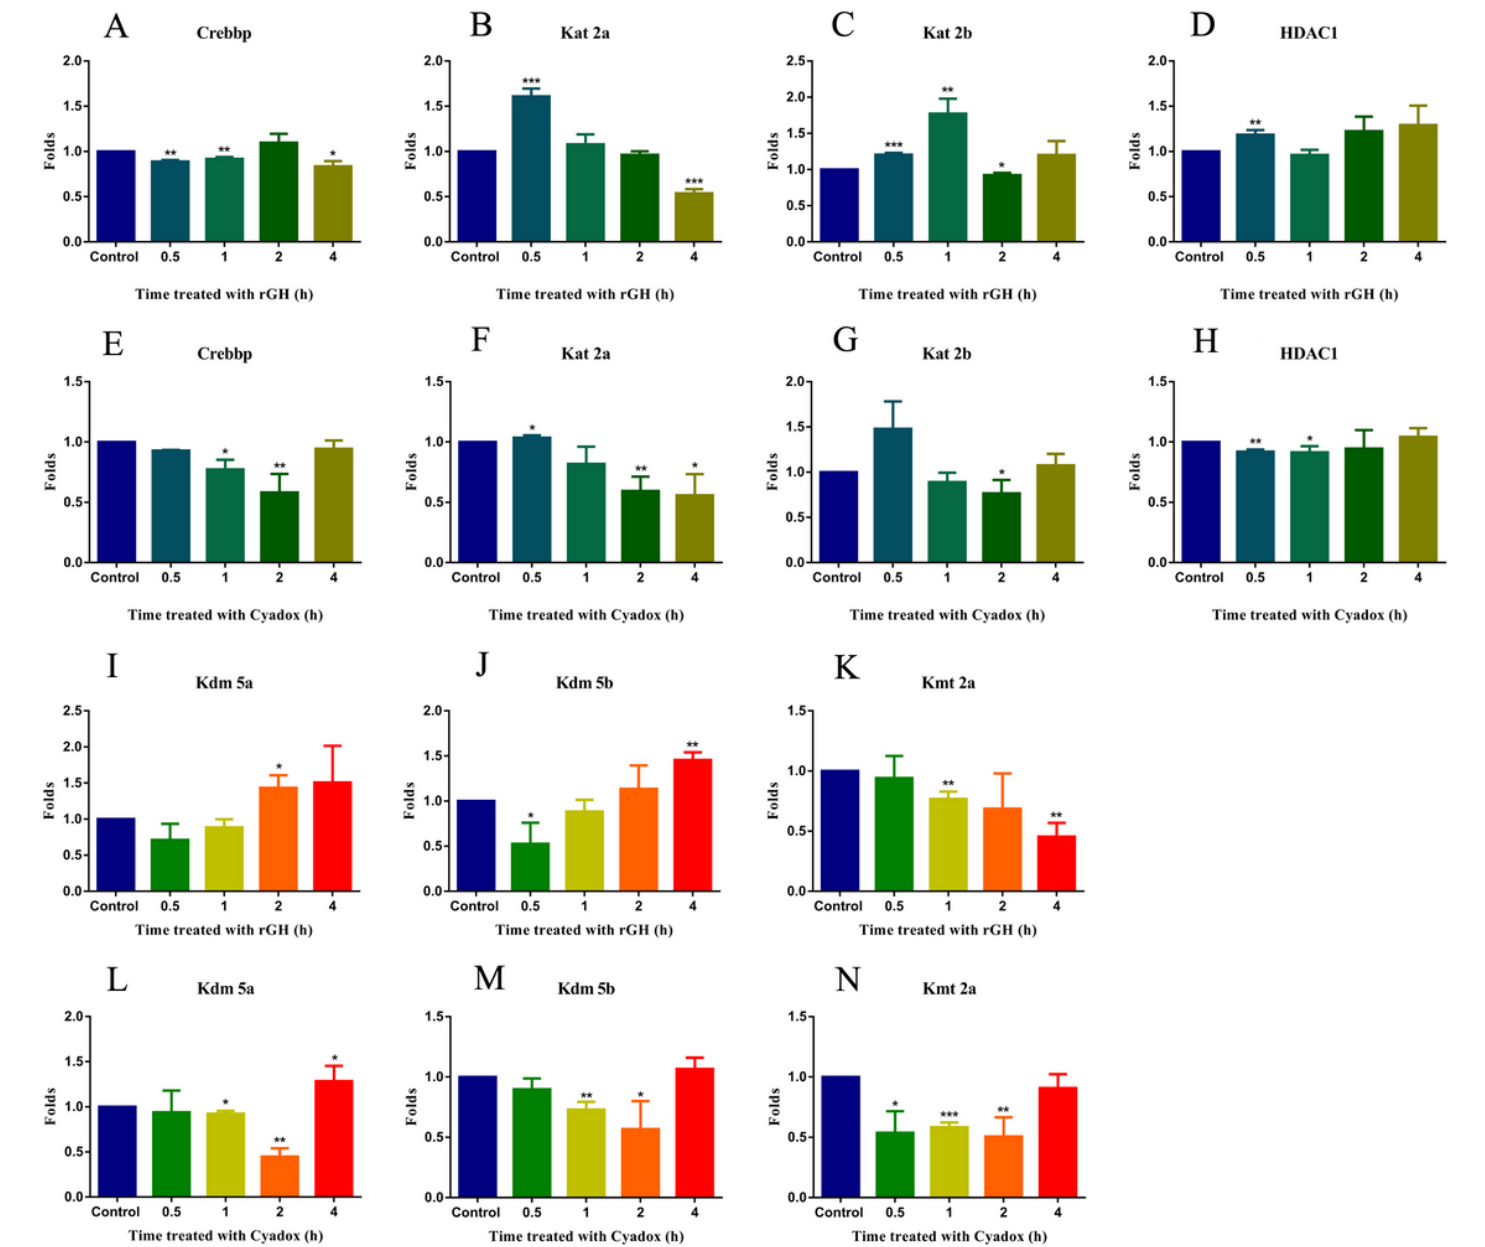 A Crebbp
2.0
1.5
1.0
0.5
0.0
Folds
** ** *
Control 0.5 1 2 4
Time treated with rGH (h)
B Kat 2a
2.0
1.5
1.0
0.5
0.0
Folds
*** ***
Control 0.5 1 2 4
Time treated with rGH (h)
C Kat 2b
2.5
2.0
1.5
1.0
0.5
0.0
Folds
*** ** *
Control 0.5 1 2 4
Time treated with rGH (h)
D HDAC1
2.0
1.5
1.0
0.5
0.0
Folds
**
Control 0.5 1 2 4
Time treated with rGH (h)
E Crebbp
1.5
1.0
0.5
0.0
Folds
* **
Control 0.5 1 2 4
Time treated with Cyadox (h)
F Kat 2a
1.5
1.0
0.5
0.0
Folds
* ** *
Control 0.5 1 2 4
Time treated with Cyadox (h)
G Kat 2b
2.0
1.5
1.0
0.5
0.0
Folds
*
Control 0.5 1 2 4
Time treated with Cyadox (h)
H HDAC1
1.5
1.0
0.5
0.0
Folds
** *
Control 0.5 1 2 4
Time treated with Cyadox (h)
I Kdm 5a
2.5
2.0
1.5
1.0
0.5
0.0
Folds
*
Control 0.5 1 2 4
Time treated with rGH (h)
J Kdm 5b
2.0
1.5
1.0
0.5
0.0
Folds
* **
Control 0.5 1 2 4
Time treated with rGH (h)
K Kmt 2a
1.5
1.0
0.5
0.0
Folds
** **
Control 0.5 1 2 4
Time treated with rGH (h)
L Kdm 5a
2.0
1.5
1.0
0.5
0.0
Folds
* ** *
Control 0.5 1 2 4
Time treated with Cyadox (h)
M Kdm 5b
1.5
1.0
0.5
0.0
Folds
** *
Control 0.5 1 2 4
Time treated with Cyadox (h)
N Kmt 2a
1.5
1.0
0.5
0.0
Folds
* *** **
Control 0.5 1 2 4
Time treated with Cyadox (h)